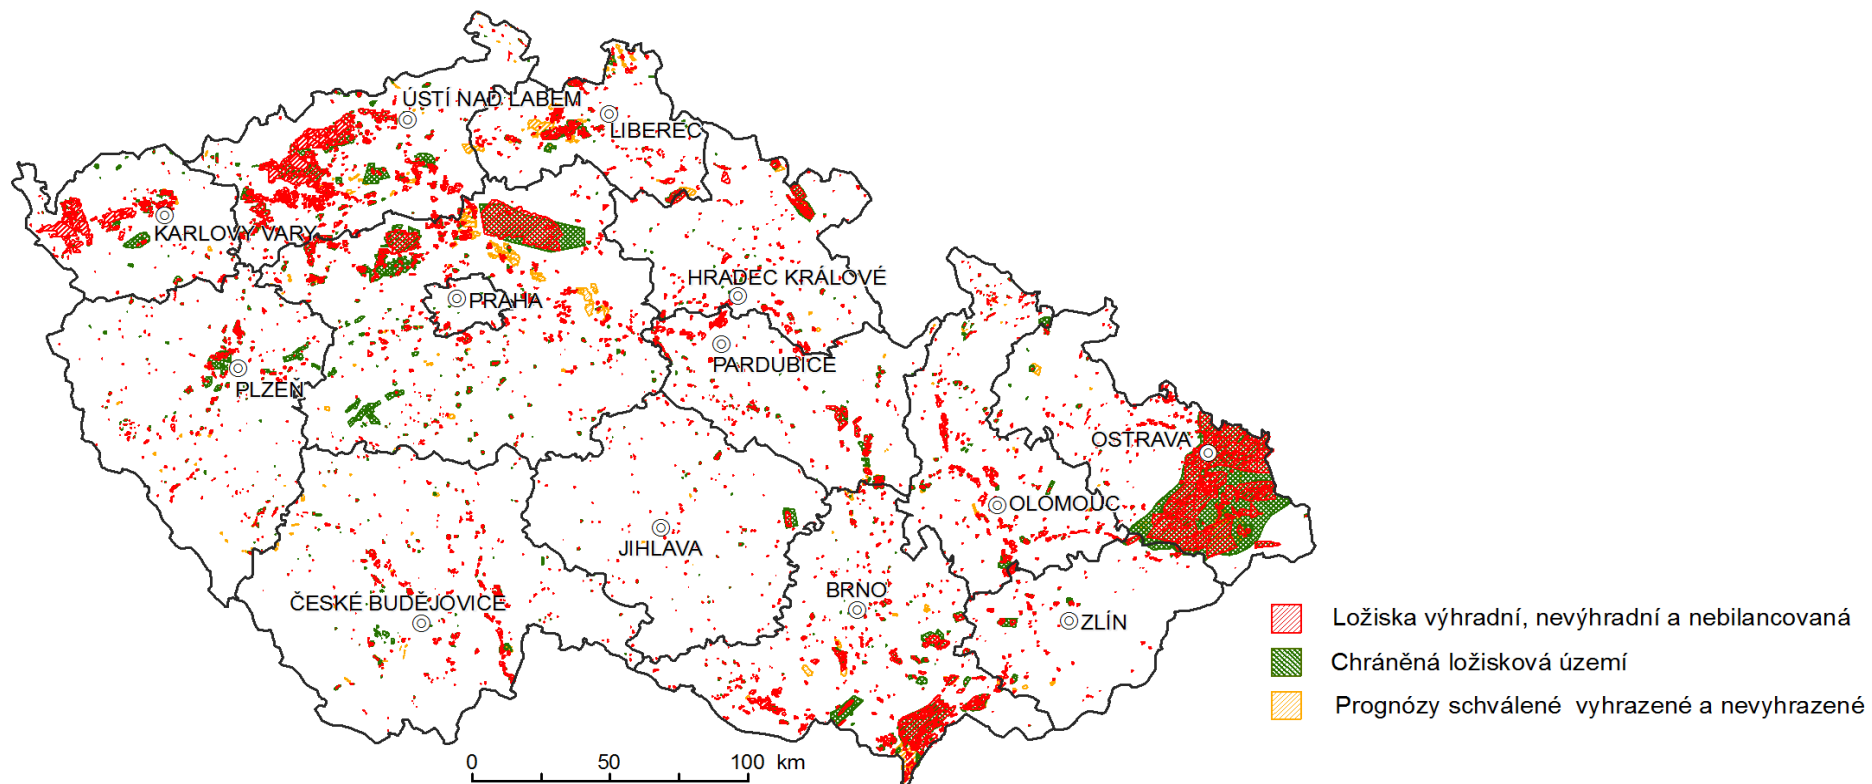 ÚSTÍ NAD LABEM
LIBEREC
KARLOVY VARY
PRAHA
HRADEC KRÁLOVÉ
PARDUBICE
PLZEŇ
OSTRAVA
OLOMOUC
JIHLAVA
ČESKÉ BUDĚJOVICE
BRNO
ZLÍN
Ložiska výhradní, nevýhradní a nebilancovaná
Chráněná ložisková území
Prognózy schválené vyhrazené a nevyhrazené
0 50 100 km